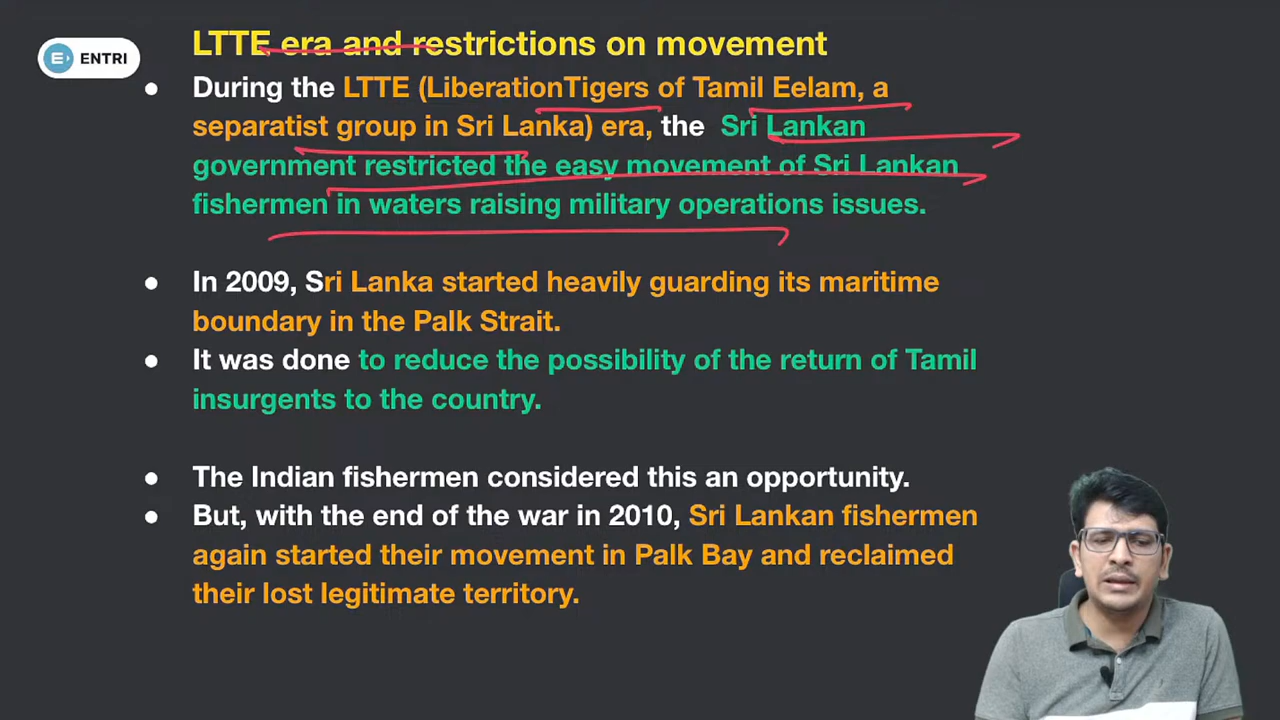 LTTE era and restrictions on movement
ENTRI
● During the LTTE (LiberationTigers of Tamil Eelam, a
separatist group in Sri Lanka) era, the Sri Lankan
government restricted the easy movement of Sri Lankan
fishermen in waters raising military operations issues.
● In 2009, Sri Lanka started heavily guarding its maritime
boundary in the Palk Strait.
● It was done to reduce the possibility of the return of Tamil
insurgents to the country.
● The Indian fishermen considered this an opportunity.
● But, with the end of the war in 2010, Sri Lankan fishermen
again started their movement in Palk Bay and reclaimed
their lost legitimate territory.